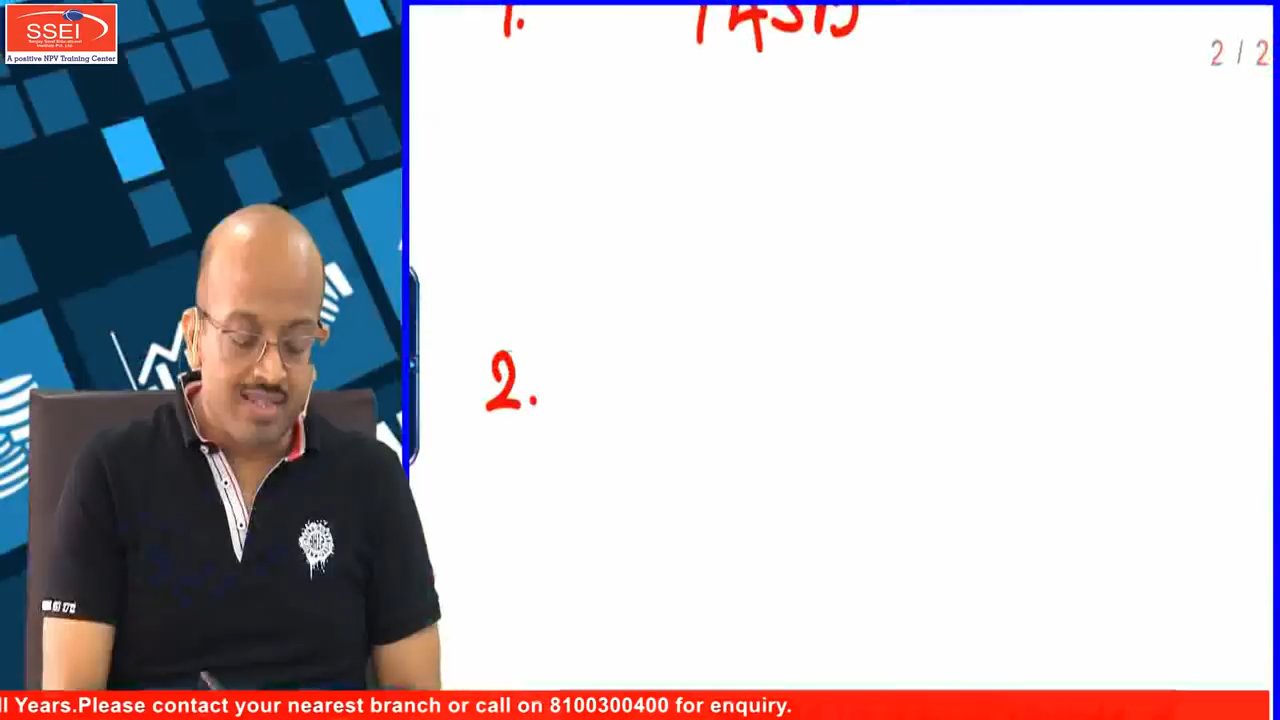 SSEI
A positive NPV Training Center
1.
2 / 2
2.
ll Years.Please contact your nearest branch or call on 8100300400 for enquiry.